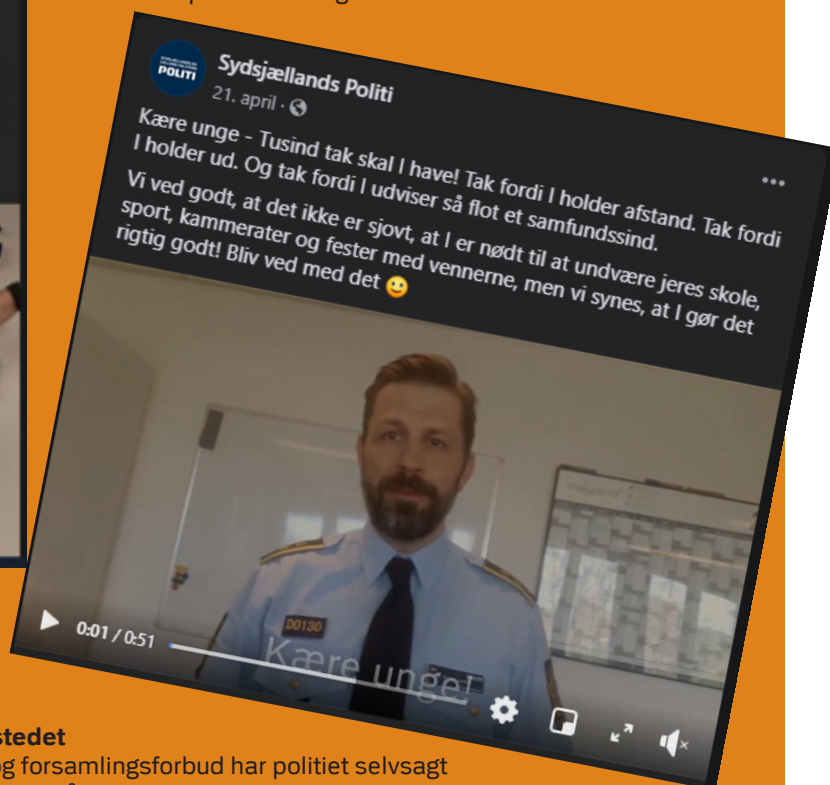 Sydsjællands Politi
21. april
POLITI
Kære unge - Tusind tak skal I have! Tak fordi I holder afstand. Tak fordi
I holder ud. Og tak fordi I udviser så flot et samfundssind.
Vi ved godt, at det ikke er sjovt, at I er nødt til at undvære jeres skole,
sport, kammerater og fester med vennerne, men vi synes, at I gør det
rigtig godt! Bliv ved med det 🙂
D0130
0:01 / 0:51
Kære unge!
stedet
og forsamlingsforbud har politiet selvsagt